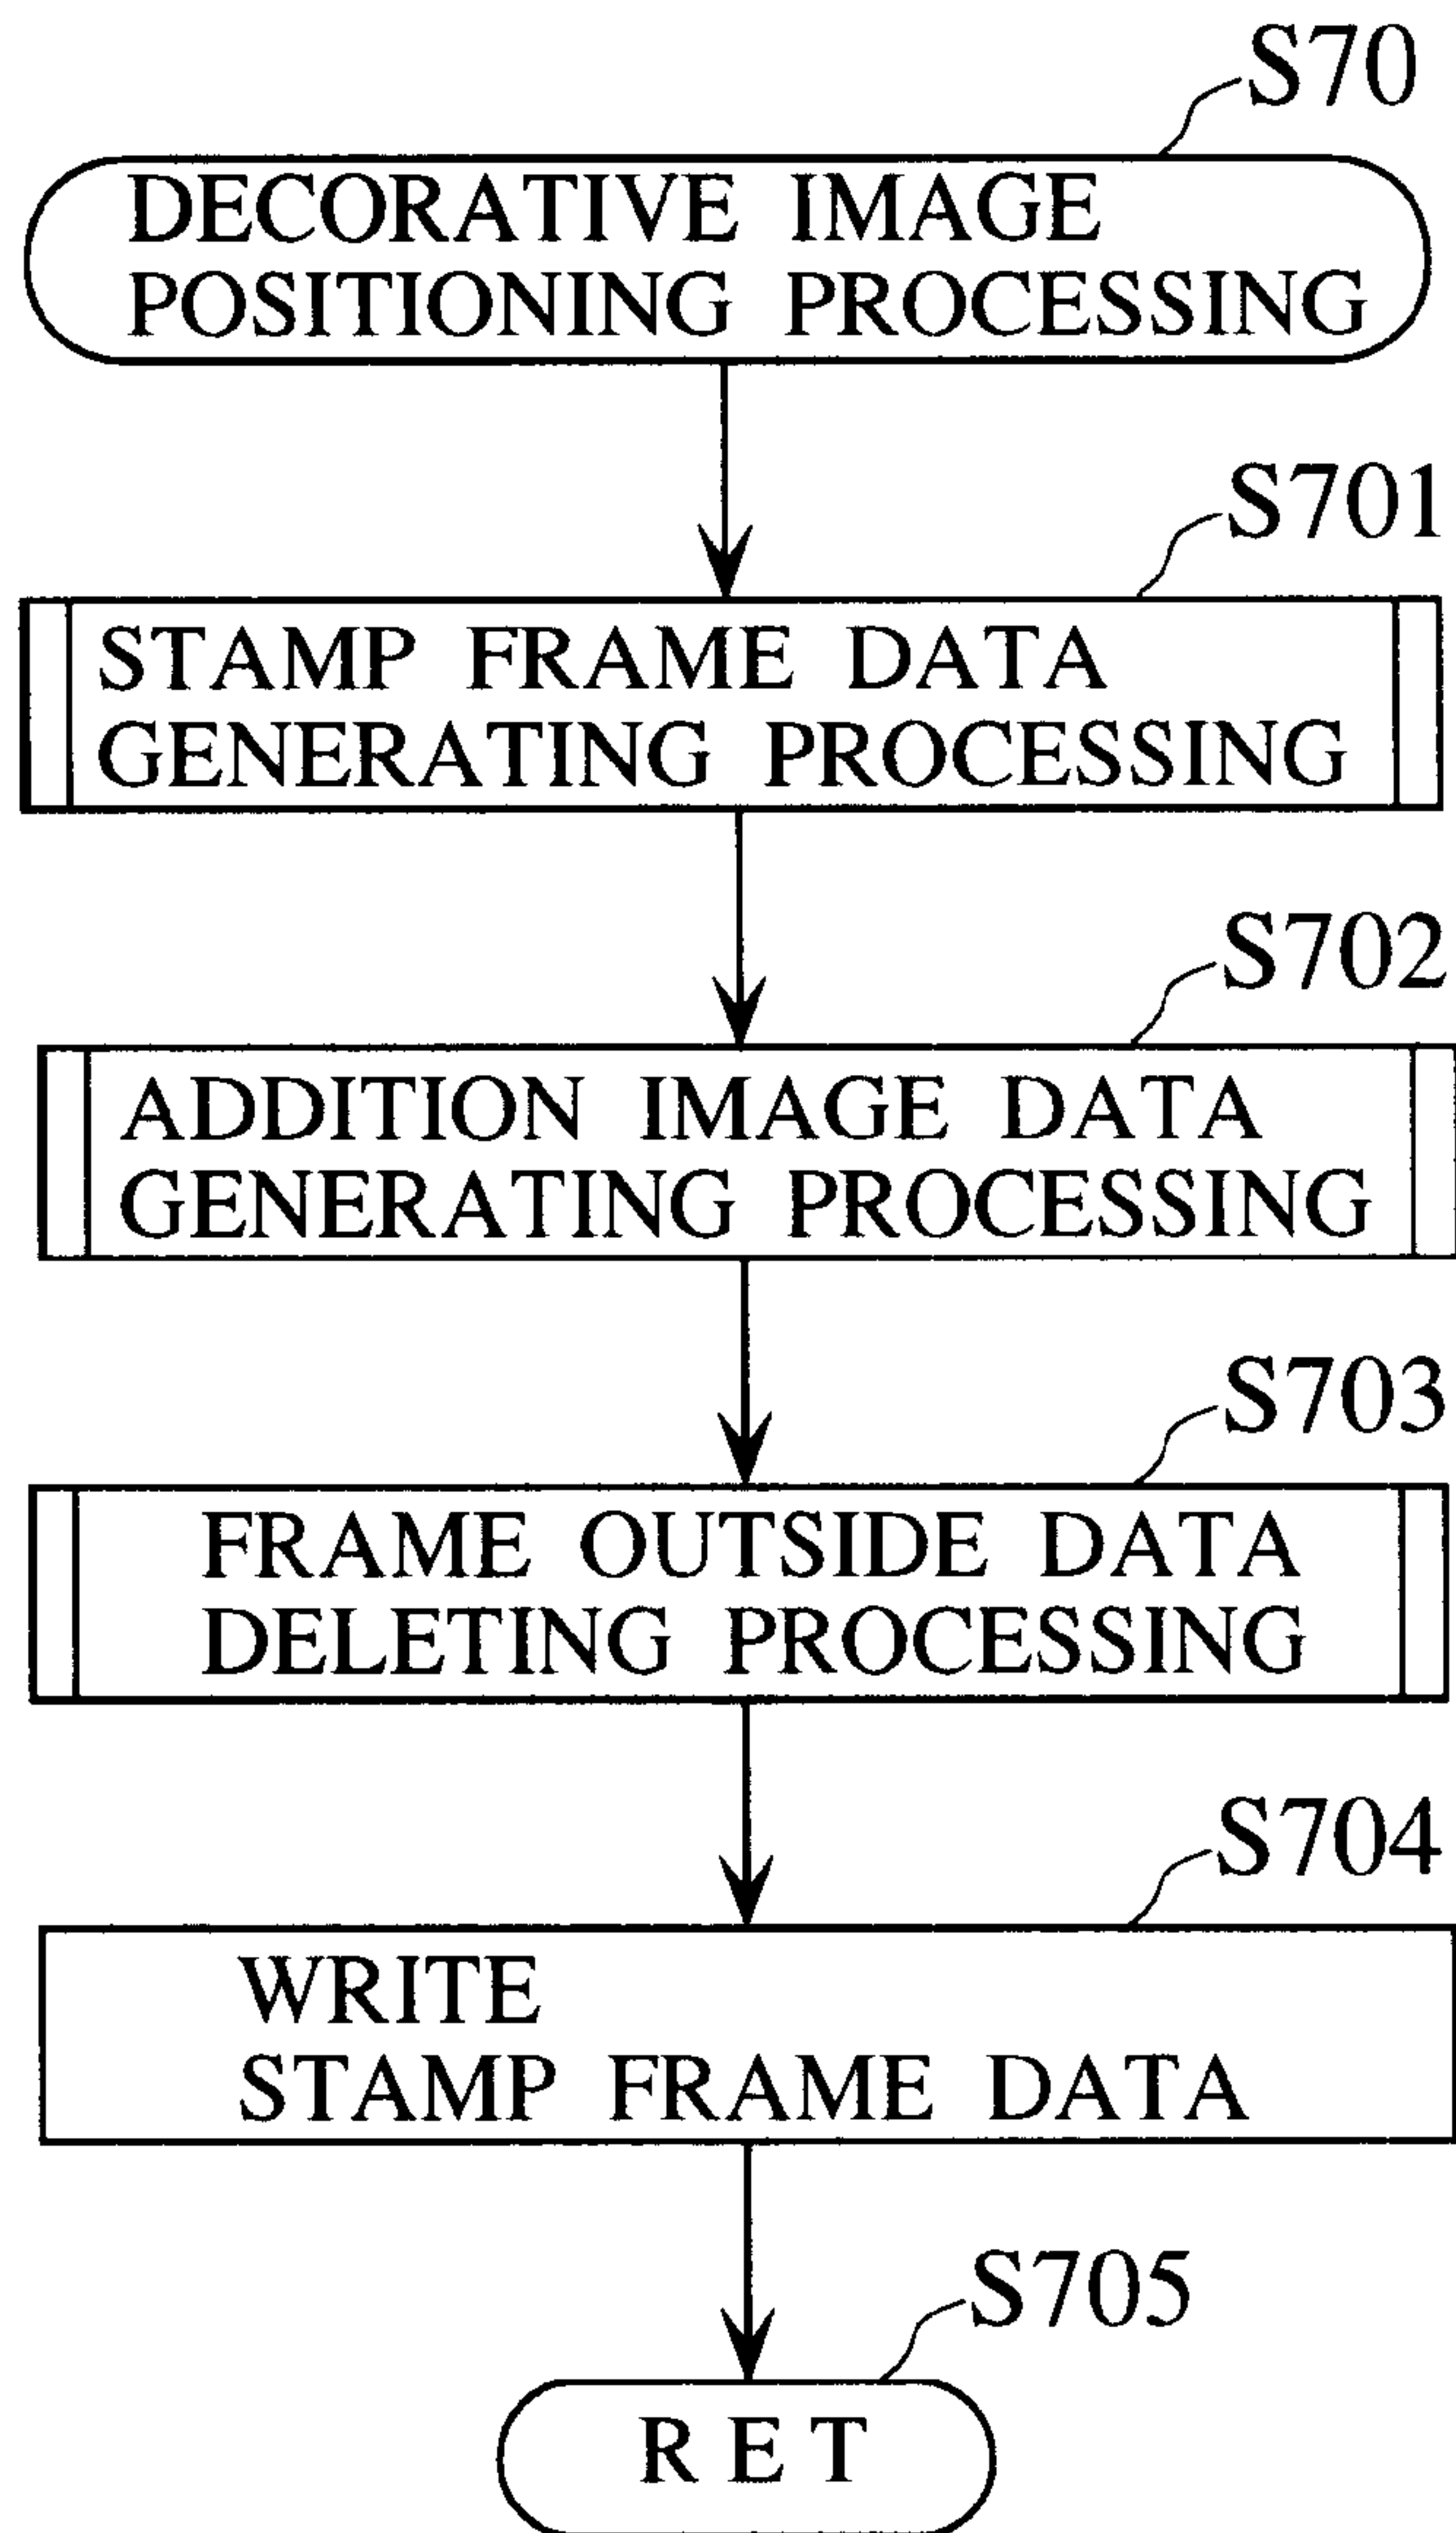 S70
DECORATIVE IMAGE
POSITIONING PROCESSING
S701
STAMP FRAME DATA
GENERATING PROCESSING
S702
ADDITION IMAGE DATA
GENERATING PROCESSING
S703
FRAME OUTSIDE DATA
DELETING PROCESSING
S704
WRITE
STAMP FRAME DATA
S705
RET